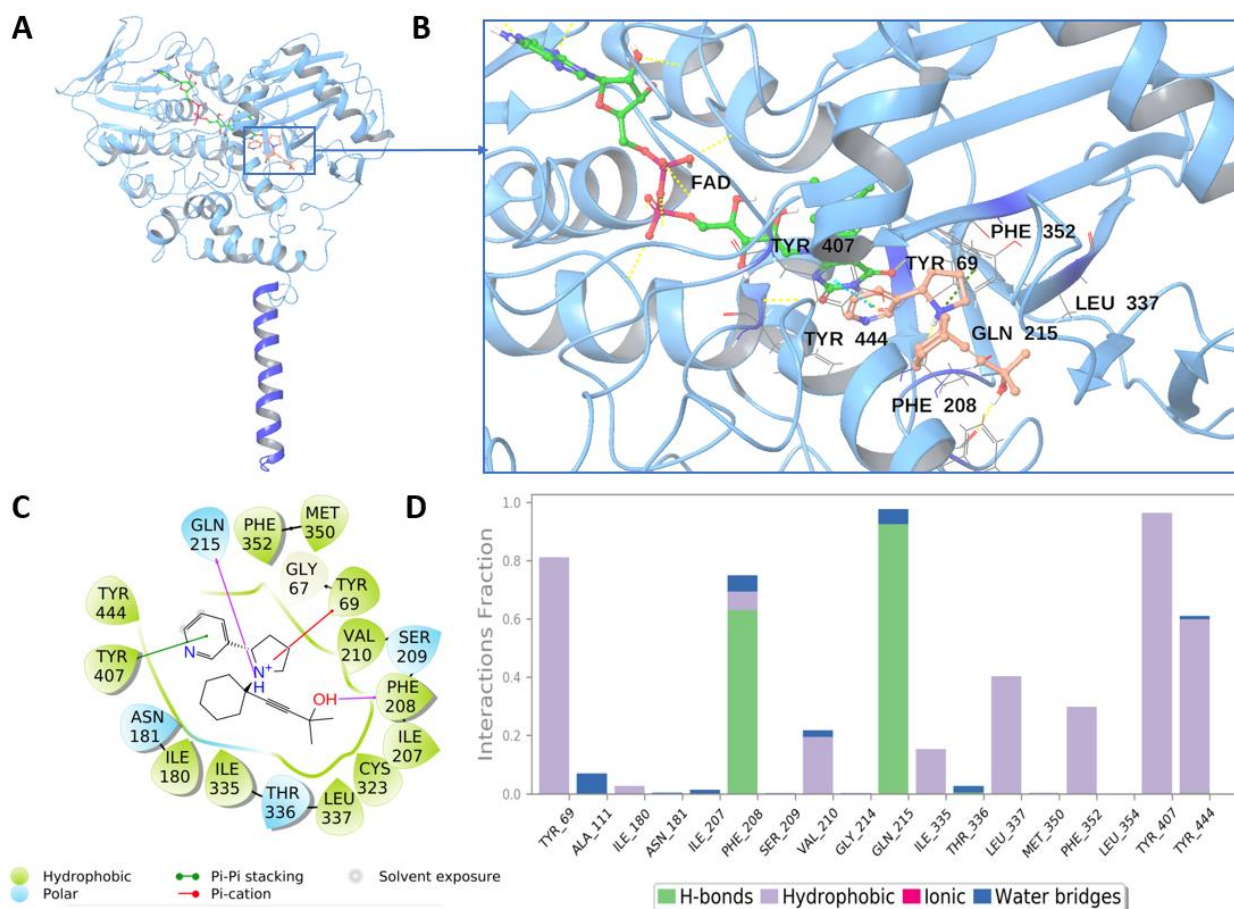 A
B
FAD
TYR 407
PHE 352
TYR 69
LEU 337
TYR 444
GLN 215
PHE 208
C
GLN
215
PHE
352
MET
350
GLY
67
TYR
69
TYR
444
VAL
210
SER
209
TYR
407
N
N+
H
OH
PHE
208
ASN
181
ILE
180
ILE
335
THR
336
LEU
337
CYS
323
ILE
207
Hydrophobic
Polar
Pi-Pi stacking
Pi-cation
Solvent exposure
D
Interactions Fraction
1.0
0.8
0.6
0.4
0.2
0.0
TYR_69
ALA_111
ILE_180
ASN_181
ILE_207
PHE_208
SER_209
VAL_210
GLY_214
GLN_215
ILE_335
THR_336
LEU_337
MET_350
PHE_352
LEU_354
TYR_407
TYR_444
H-bonds
Hydrophobic
Ionic
Water bridges